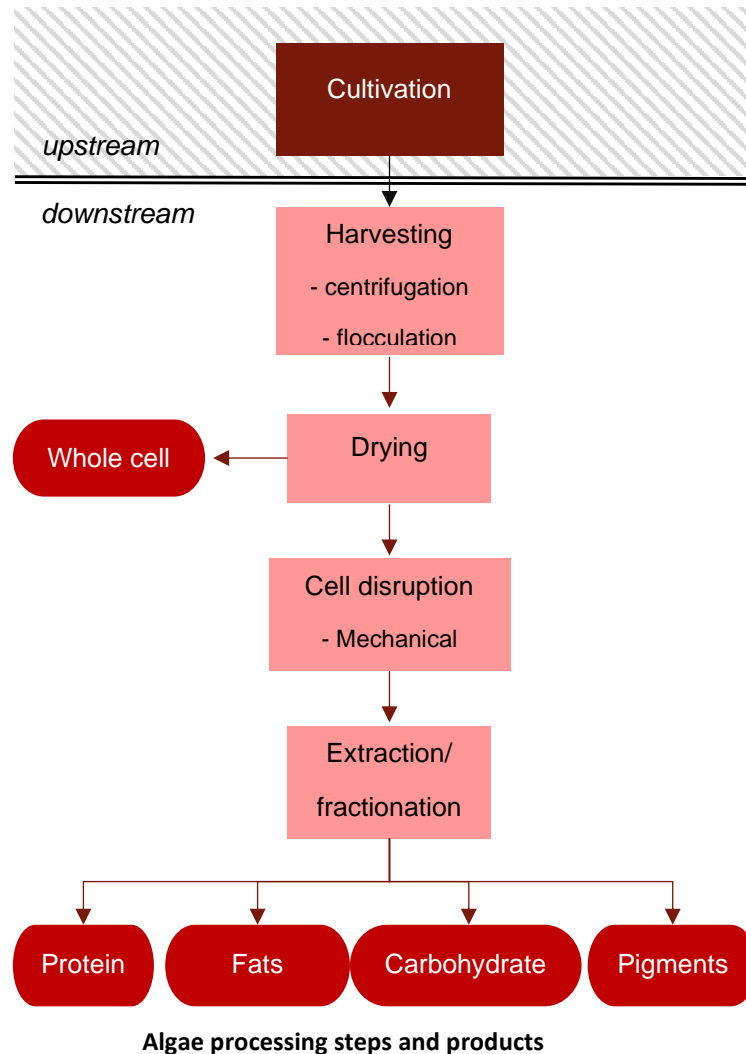 Cultivation
upstream
downstream
Harvesting
- centrifugation
- flocculation
Drying
Whole cell
Cell disruption
- Mechanical
Extraction/
fractionation
Protein
Fats
Carbohydrate
Pigments
Algae processing steps and products